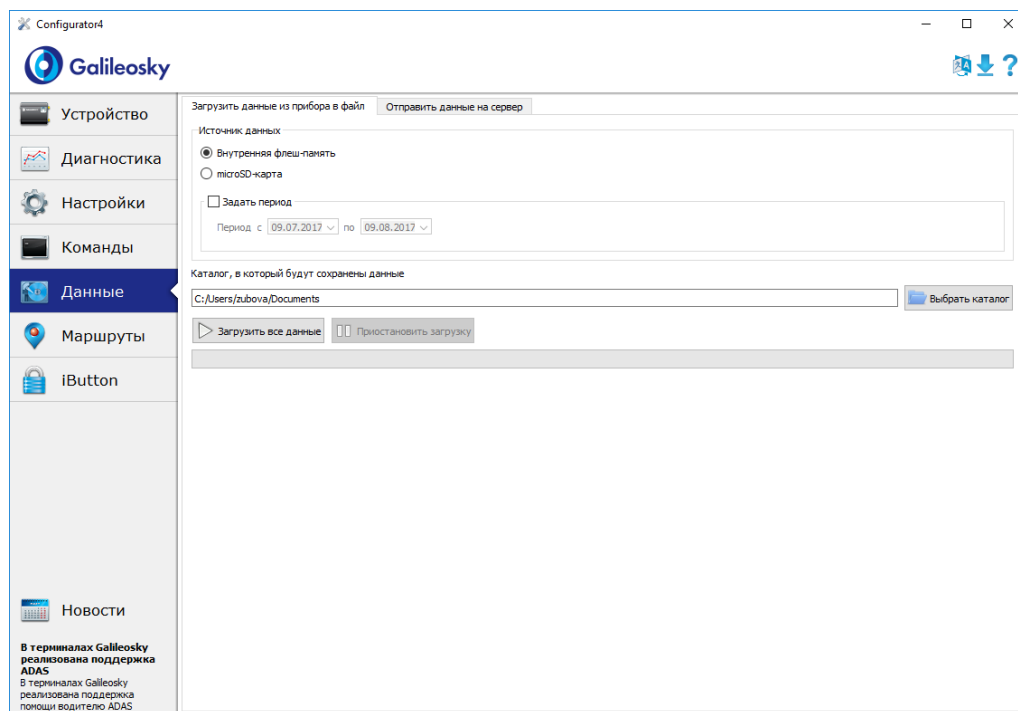 Configurator4
Galileosky
Устройство
Диагностика
Настройки
Команды
Данные
Маршруты
iButton
Новости
В терминалах Galileosky
реализована поддержка
ADAS
В терминалах Galileosky
реализована поддержка
помощи водителю ADAS
Загрузить данные из прибора в файл
Отправить данные на сервер
Источник данных
Внутренняя флеш-память
microSD-карта
Задать период
Период с 09.07.2017 по 09.08.2017
Каталог, в который будут сохранены данные
C:/Users/zubova/Documents
Выбрать каталог
Загрузить все данные
Приостановить загрузку